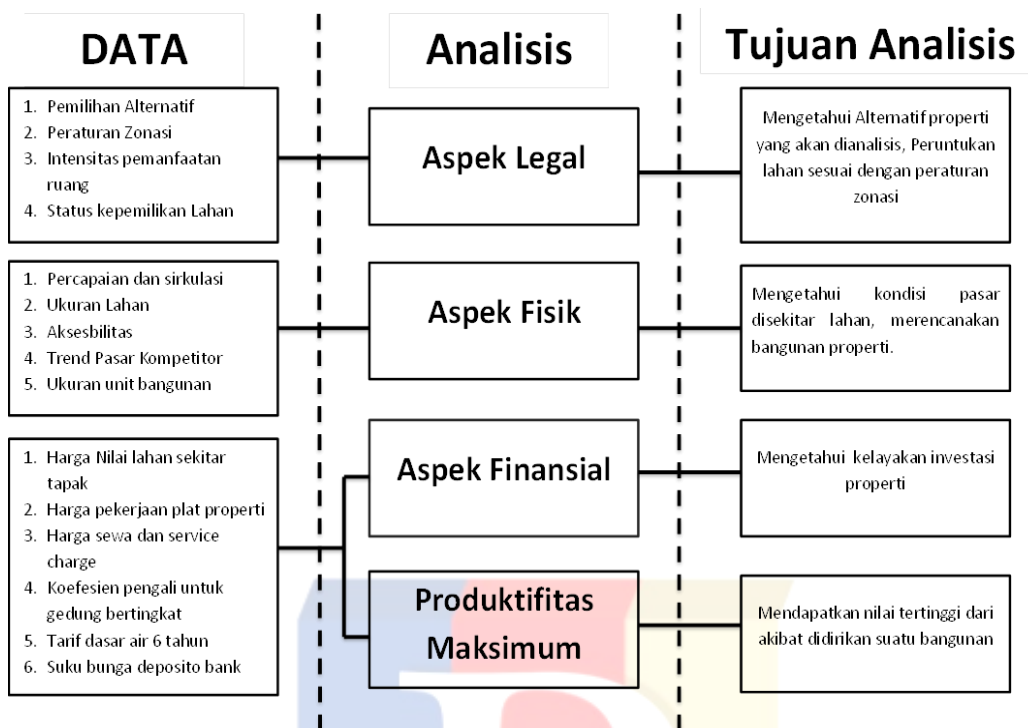 DATA
Analisis
Tujuan Analisis
1. Pemilihan Alternatif
2. Peraturan Zonasi
3. Intensitas pemanfaatan
ruang
4. Status kepemilikan Lahan
Aspek Legal
Mengetahui Alternatif properti
yang akan dianalisis, Peruntukan
lahan sesuai dengan peraturan
zonasi
1. Percapaian dan sirkulasi
2. Ukuran Lahan
3. Aksesbilitas
4. Trend Pasar Kompetitor
5. Ukuran unit bangunan
Aspek Fisik
Mengetahui kondisi pasar
disekitar lahan, merencanakan
bangunan properti.
1. Harga Nilai lahan sekitar
tapak
2. Harga pekerjaan plat properti
3. Harga sewa dan service
charge
4. Koefesien pengali untuk
gedung bertingkat
5. Tarif dasar air 6 tahun
6. Suku bunga deposito bank
Aspek Finansial
Mengetahui kelayakan investasi
properti
Produktifitas
Maksimum
Mendapatkan nilai tertinggi dari
akibat didirikan suatu bangunan